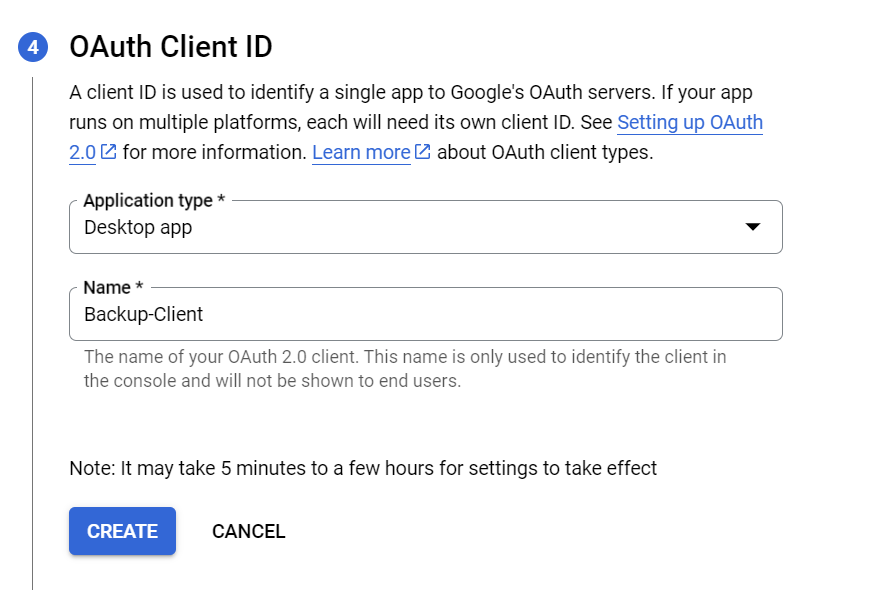 4 OAuth Client ID
A client ID is used to identify a single app to Google's OAuth servers. If your app
runs on multiple platforms, each will need its own client ID. See Setting up OAuth
2.0 for more information. Learn more about OAuth client types.
Application type *
Desktop app
Name *
Backup-Client
The name of your OAuth 2.0 client. This name is only used to identify the client in
the console and will not be shown to end users.
Note: It may take 5 minutes to a few hours for settings to take effect
CREATE CANCEL